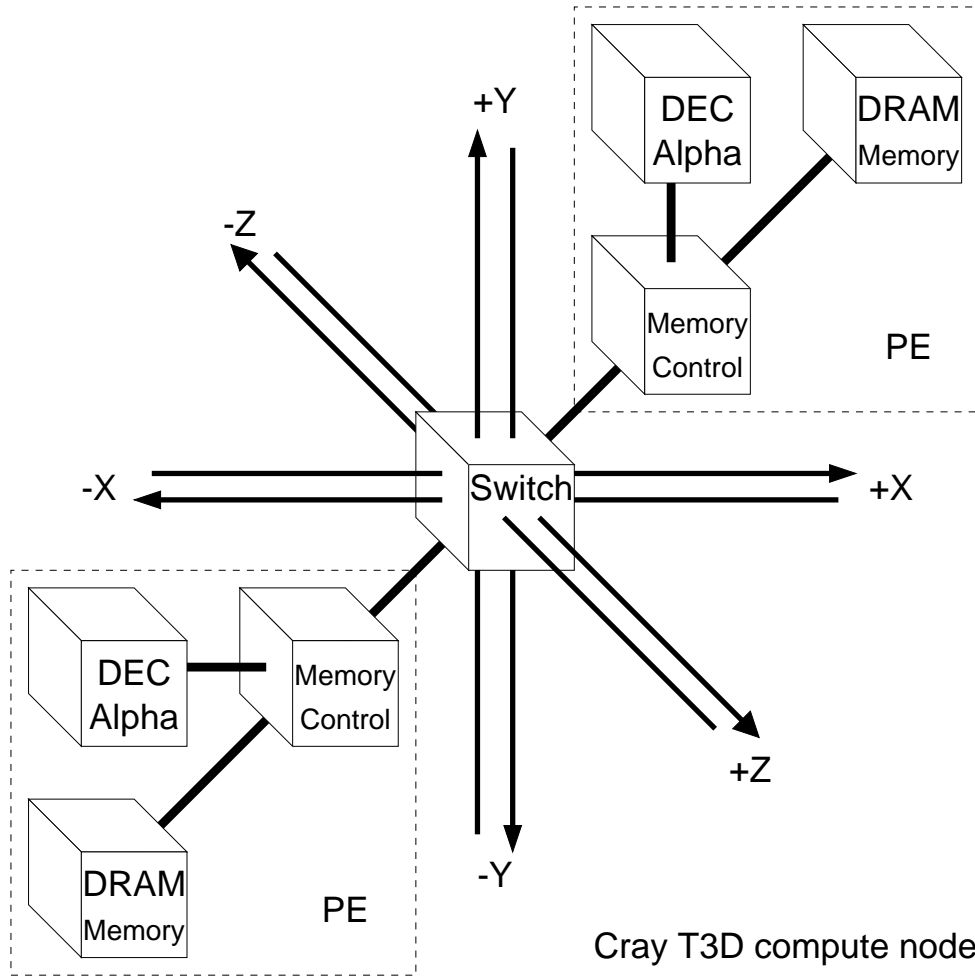 +Y
DEC
Alpha
DRAM
Memory
-Z
Memory
Control
PE
-X
Switch
+X
DEC
Alpha
Memory
Control
+Z
DRAM
Memory
PE
-Y
Cray T3D compute node